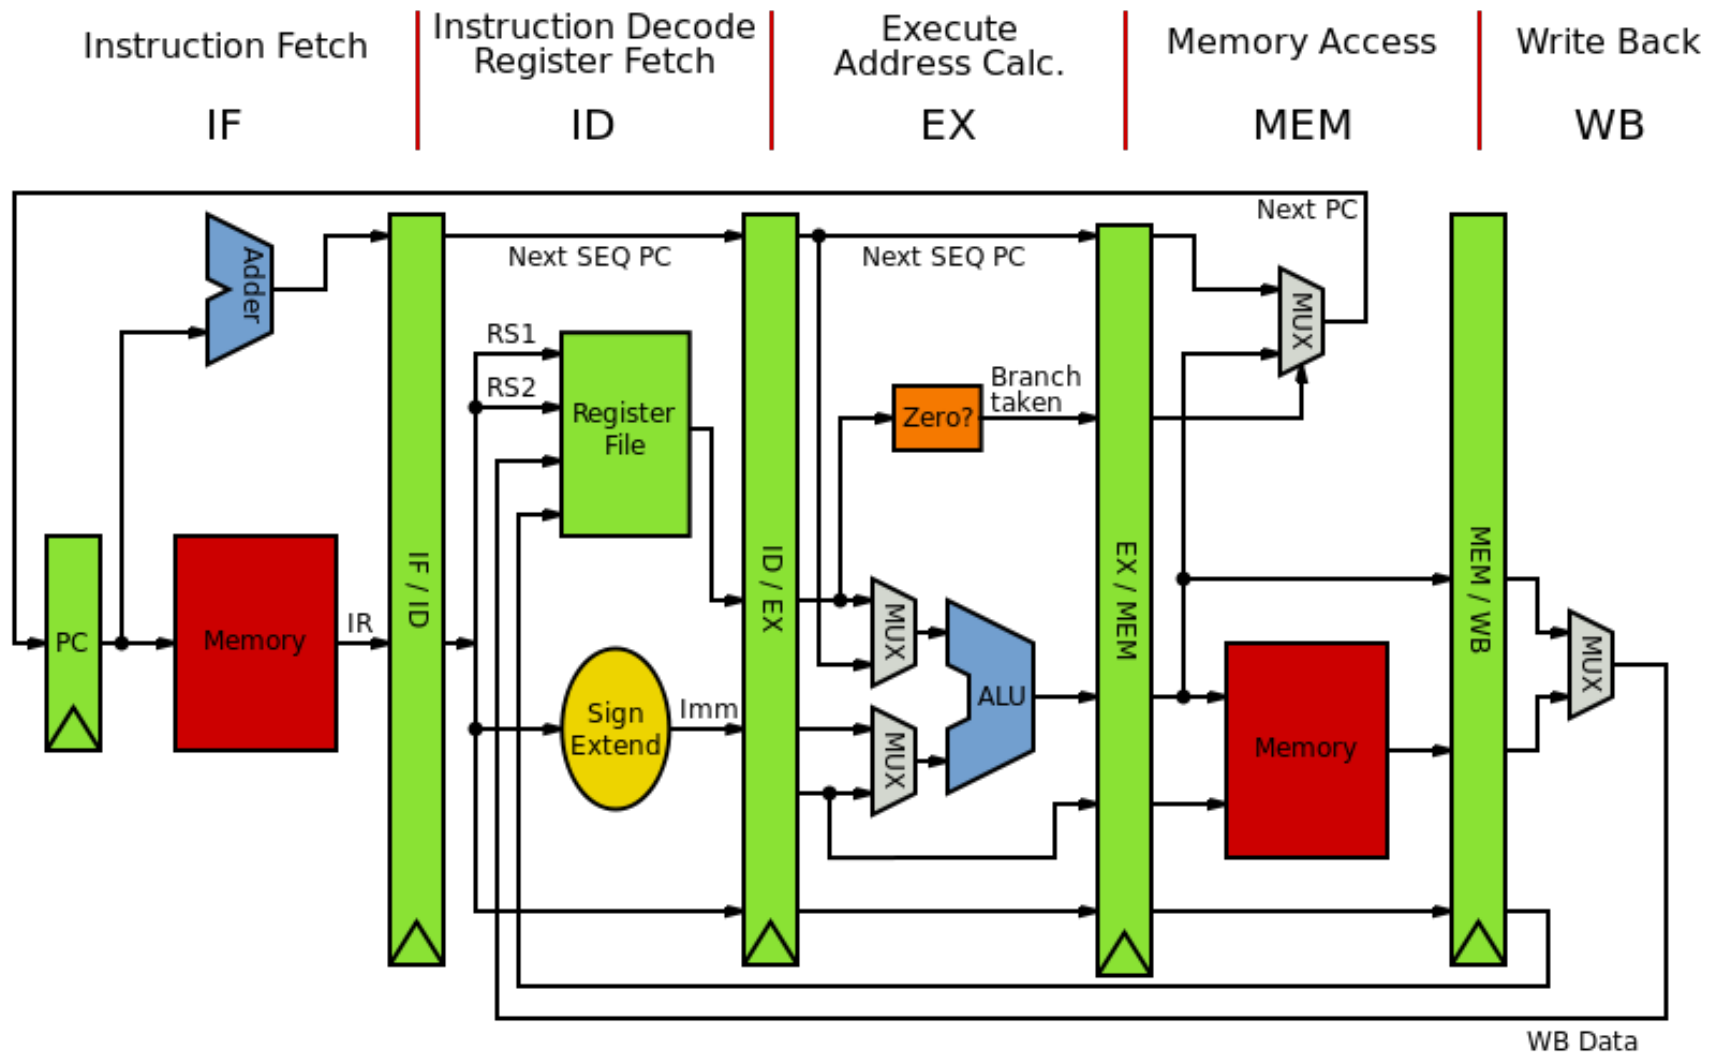 Instruction Fetch
Instruction Decode
Register Fetch
Execute
Address Calc.
Memory Access
Write Back
IF
ID
EX
MEM
WB
Next PC
Adder
Next SEQ PC
Next SEQ PC
MUX
RS1
RS2
Register
File
Branch
taken
Zero?
IF / ID
ID / EX
EX / MEM
MEM / WB
PC
Memory
IR
MUX
MUX
Sign
Extend
Imm
ALU
MUX
Memory
WB Data